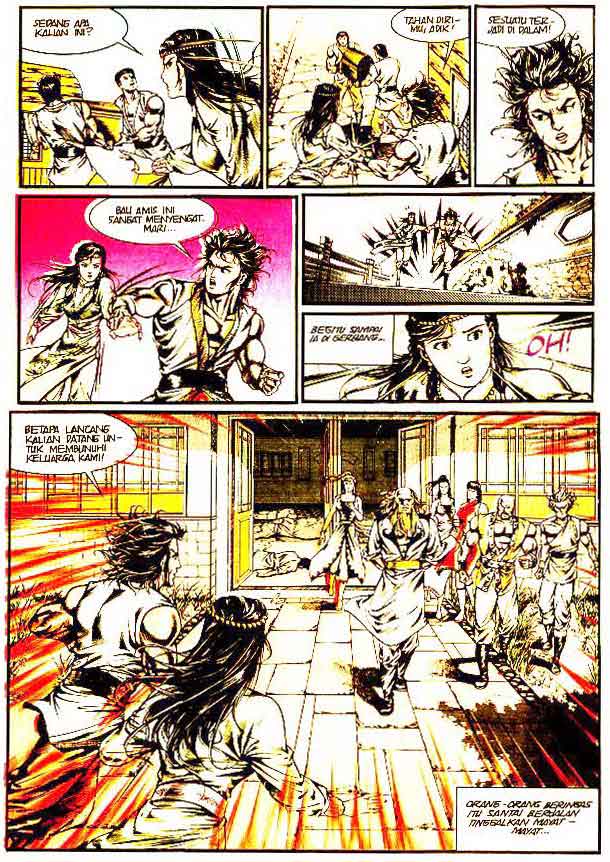 SEDANG APA
KALIAN INI?
TAHAN DIRI-
MU, ADIK!
SESUATU TER-
JADI DI DALAM!
BAU AMIS INI
SANGAT MENYENGAT.
MARI...
BEGITU SAMPAI
IA DI GERBANG...
OH!
BETAPA LANCANG
KALIAN DATANG UN-
TUK MEMBUNUHI
KELUARGA KAMI!
ORANG-ORANG BERINGAS
ITU SANTAI BERJALAN
TINGGALKAN MAYAT-
MAYAT...